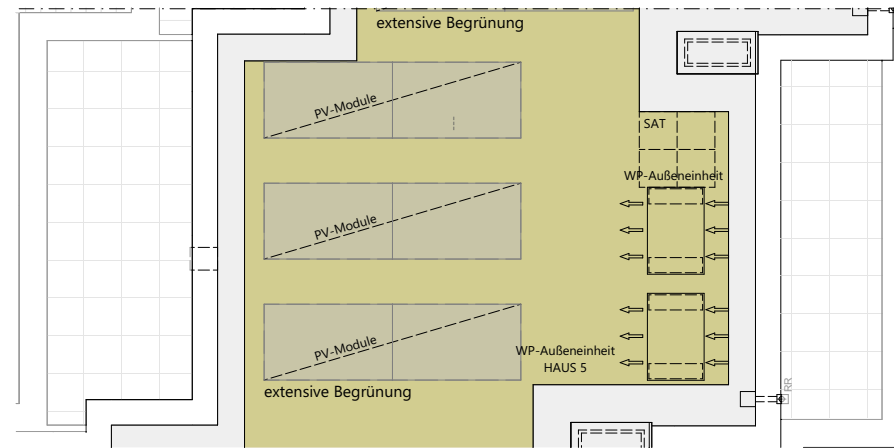 extensive Begrünung
PV-Module
SAT
WP-Außeneinheit
PV-Module
PV-Module
WP-Außeneinheit
HAUS 5
extensive Begrünung
RR